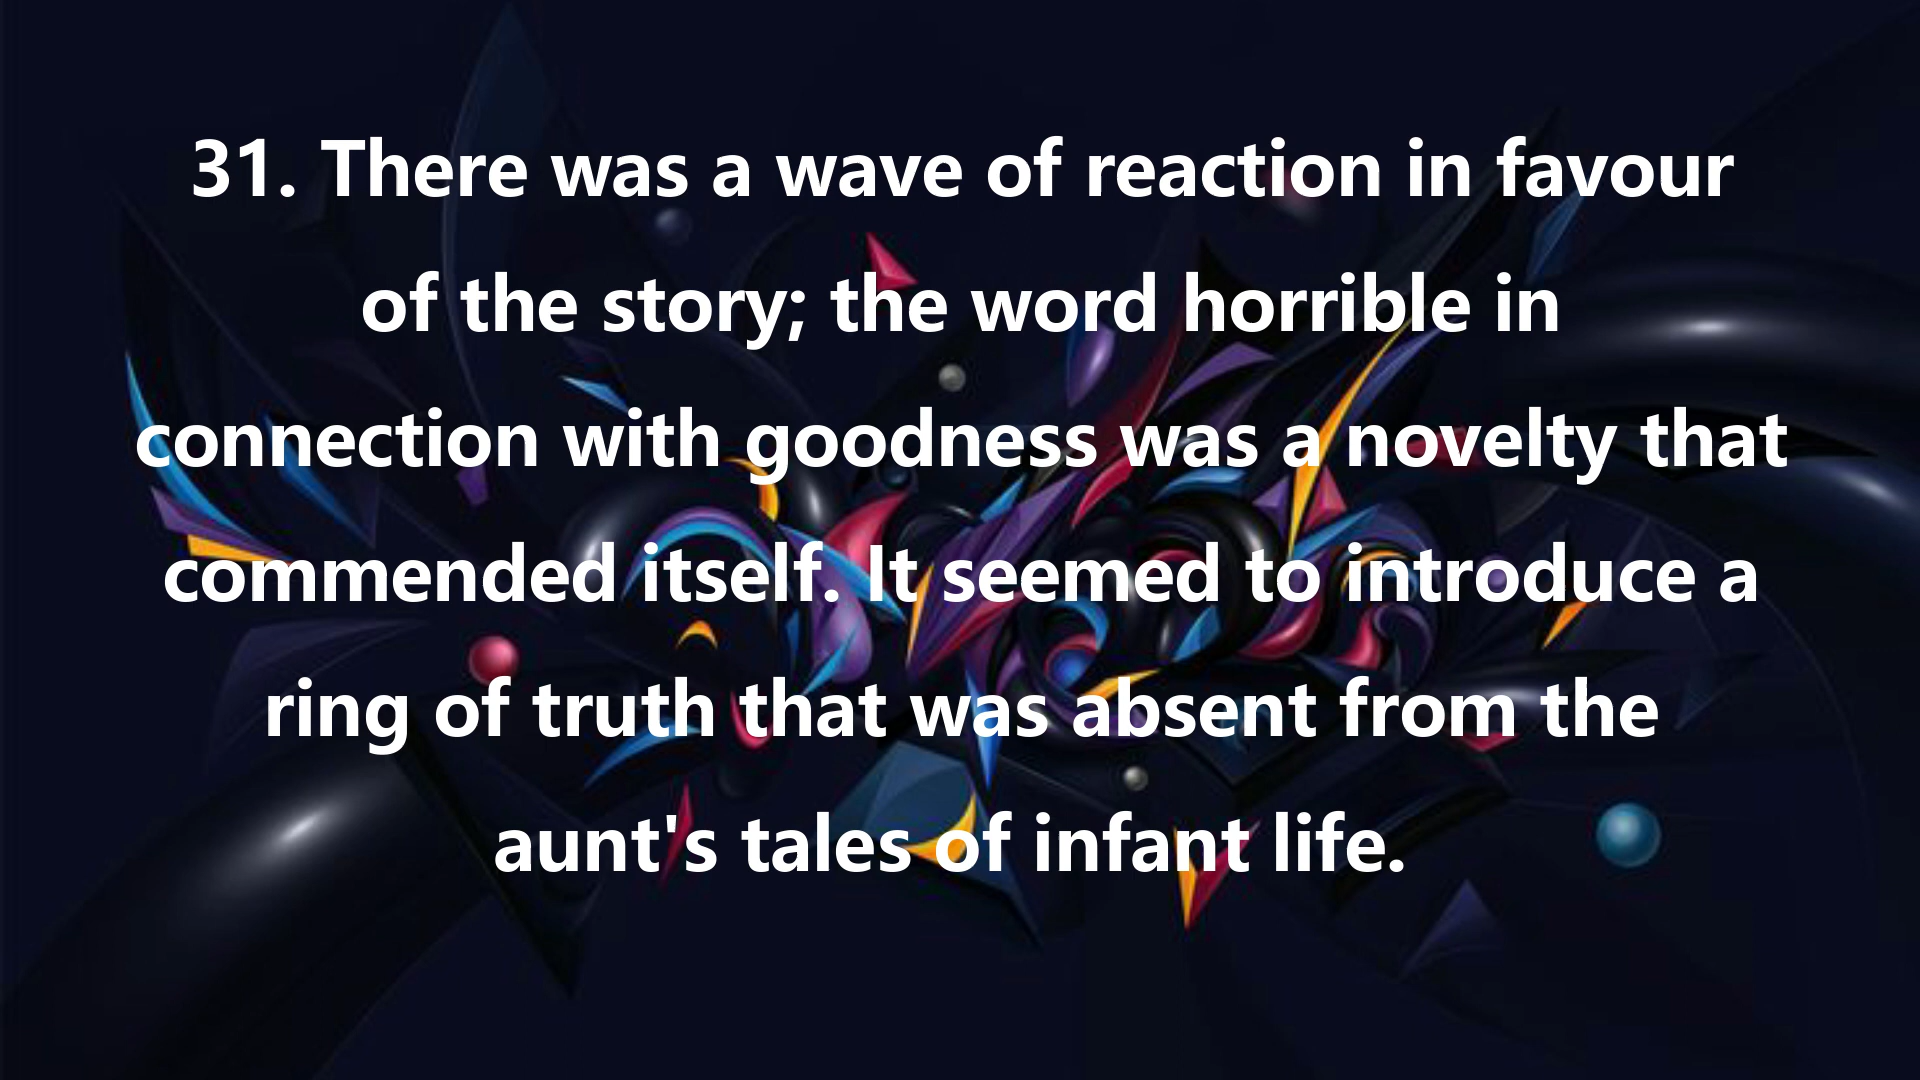 31. There was a wave of reaction in favour
of the story; the word horrible in
connection with goodness was a novelty that
commended itself. It seemed to introduce a
ring of truth that was absent from the
aunt's tales of infant life.